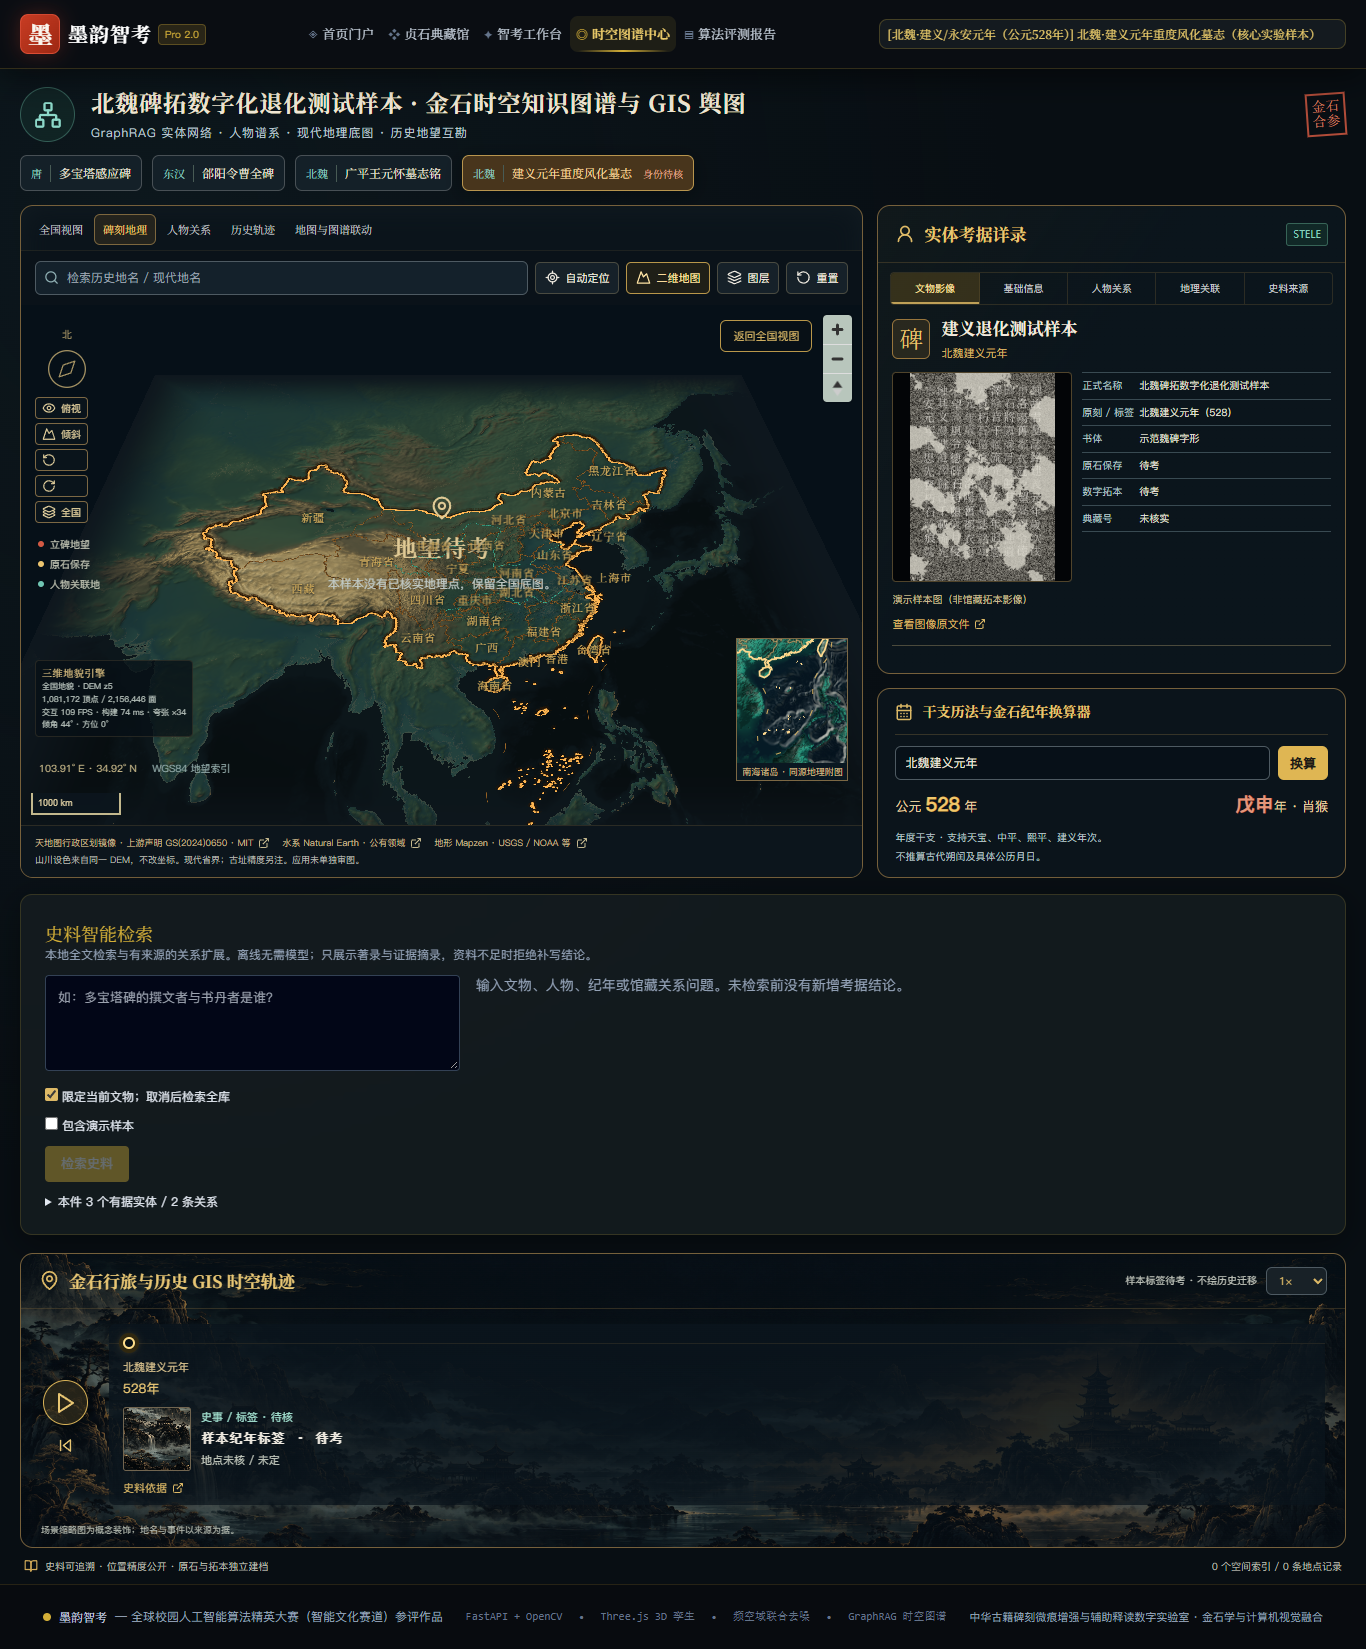 墨 墨韵智考 Pro 2.0
首页门户 贞石典藏馆 智考工作台 时空图谱中心 算法评测报告
[北魏·建义/永安元年（公元528年）] 北魏·建义元年重度风化墓志（核心实验样本）
北魏碑拓数字化退化测试样本 · 金石时空知识图谱与 GIS 舆图
GraphRAG 实体网络 · 人物谱系 · 现代地理底图 · 历史地望互勘
金石
合参
唐 多宝塔感应碑
东汉 郃阳令曹全碑
北魏 广平王元怀墓志铭
北魏 建义元年重度风化墓志 身份待核
全国视图 碑刻地理 人物关系 历史轨迹 地图与图谱联动
检索历史地名 / 现代地名
自动定位 二维地图 图层 重置
返回全国视图
北
俯视
倾斜
全国
立碑地望
原石保存
人物关联地
黑龙江省
内蒙古
吉林省
新疆
河北省
北京市
天津市
辽宁省
地望待考
山东省
青海省
宁夏
河南省
江苏省
上海市
西藏
本样本没有已核实地理点，保留全国底图。
四川省
重庆市
湖北省
浙江省
湖南省
云南省
福建省
广西
澳门
香港
台湾省
海南省
三维地貌引擎
全国地貌 · DEM z5
1,081,172 顶点 / 2,156,446 面
交互 109 FPS · 构建 74 ms · 夸张 x34
倾角 44° · 方位 0°
103.91° E · 34.92° N WGS84 地望索引
1000 km
南海诸岛 · 同源地理附图
天地图行政区划镜像 · 上游声明 GS(2024)0650 · MIT 水系 Natural Earth · 公有领域 地形 Mapzen · USGS / NOAA 等
山川设色来自同一 DEM，不改坐标。现代省界；古址精度另注。应用未单独审图。
实体考据详录 STELE
文物影像 基础信息 人物关系 地理关联 史料来源
碑 建义退化测试样本
北魏建义元年
正式名称 北魏碑拓数字化退化测试样本
原刻 / 标签 北魏建义元年（528）
书体 示范魏碑字形
原石保存 待考
数字拓本 待考
典藏号 未核实
演示样本图（非馆藏拓本影像）
查看图像原文件
干支历法与金石纪年换算器
北魏建义元年 换算
公元 528 年 戊申年 · 肖猴
年度干支 · 支持天宝、中平、熙平、建义年次。
不推算古代朔闰及具体公历月日。
史料智能检索
本地全文检索与有来源的关系扩展。离线无需模型；只展示著录与证据摘录，资料不足时拒绝补写结论。
如：多宝塔碑的撰文者与书丹者是谁？
输入文物、人物、纪年或馆藏关系问题。未检索前没有新增考据结论。
限定当前文物；取消后检索全库
包含演示样本
检索史料
本件 3 个有据实体 / 2 条关系
金石行旅与历史 GIS 时空轨迹
样本标签待考 · 不绘历史迁移 1×
北魏建义元年
528年
史事 / 标签 · 待核
样本纪年标签 · 待考
地点未核 / 未定
史料依据
场景缩略图为概念装饰；地名与事件以来源为据。
史料可追溯 · 位置精度公开 · 原石与拓本独立建档
0 个空间索引 / 0 条地点记录
墨韵智考 — 全球校园人工智能算法精英大赛（智能文化赛道）参评作品 FastAPI + OpenCV • Three.js 3D 孪生 • 频空域联合去噪 • GraphRAG 时空图谱 中华古籍碑刻微痕增强与辅助释读数字实验室 · 金石学与计算机视觉融合